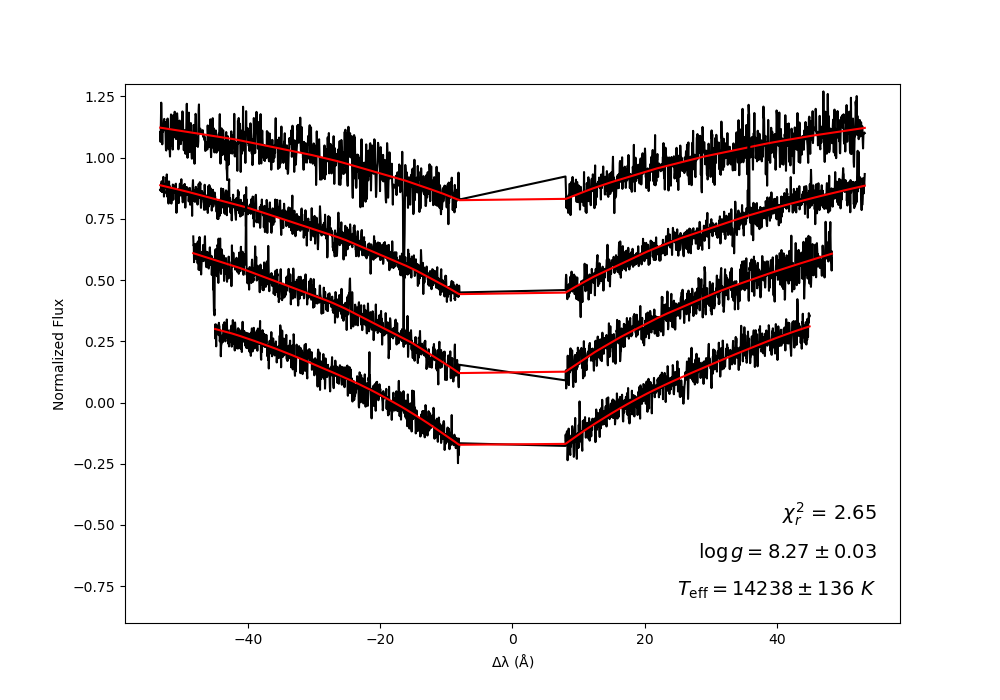 1.25
1.00
0.75
0.50
0.25
0.00
−0.25
−0.50
−0.75
Normalized Flux
χ²ᵣ = 2.65
log g = 8.27 ± 0.03
T_eff = 14238 ± 136 K
−40 −20 0 20 40
Δλ (Å)